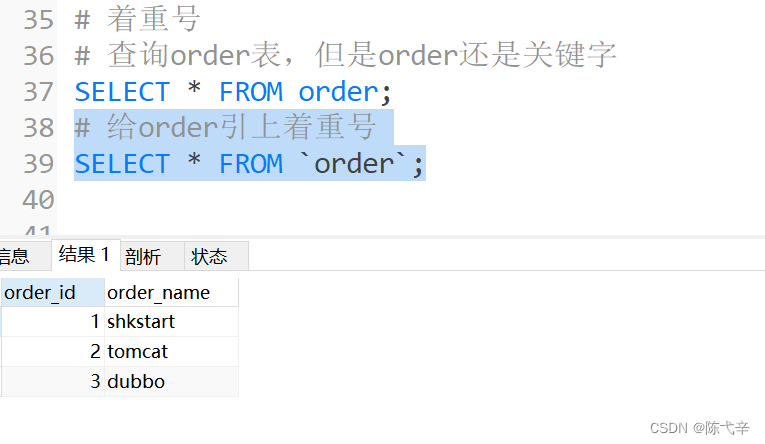 35 # 着重号
36 # 查询order表，但是order还是关键字
37 SELECT * FROM order;
38 # 给order引上着重号
39 SELECT * FROM `order`;
40
41
信息 结果 1 剖析 状态
order_id order_name
1 shkstart
2 tomcat
3 dubbo
CSDN @陈弋辛